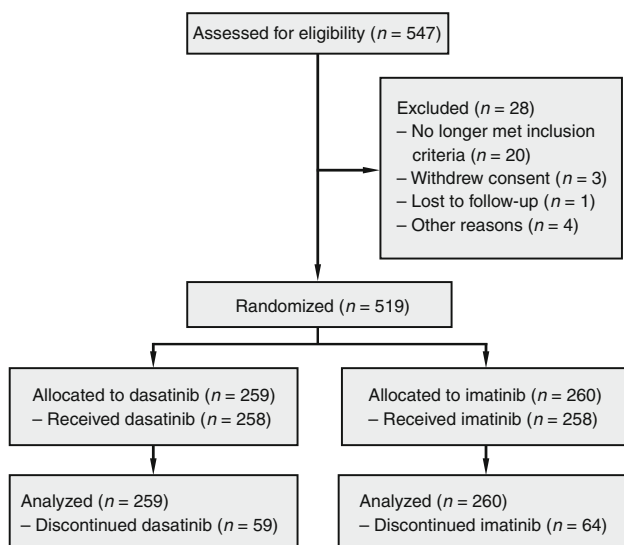 Assessed for eligibility (n = 547)
Excluded (n = 28)
– No longer met inclusion
criteria (n = 20)
– Withdrew consent (n = 3)
– Lost to follow-up (n = 1)
– Other reasons (n = 4)
Randomized (n = 519)
Allocated to dasatinib (n = 259)
– Received dasatinib (n = 258)
Allocated to imatinib (n = 260)
– Received imatinib (n = 258)
Analyzed (n = 259)
– Discontinued dasatinib (n = 59)
Analyzed (n = 260)
– Discontinued imatinib (n = 64)